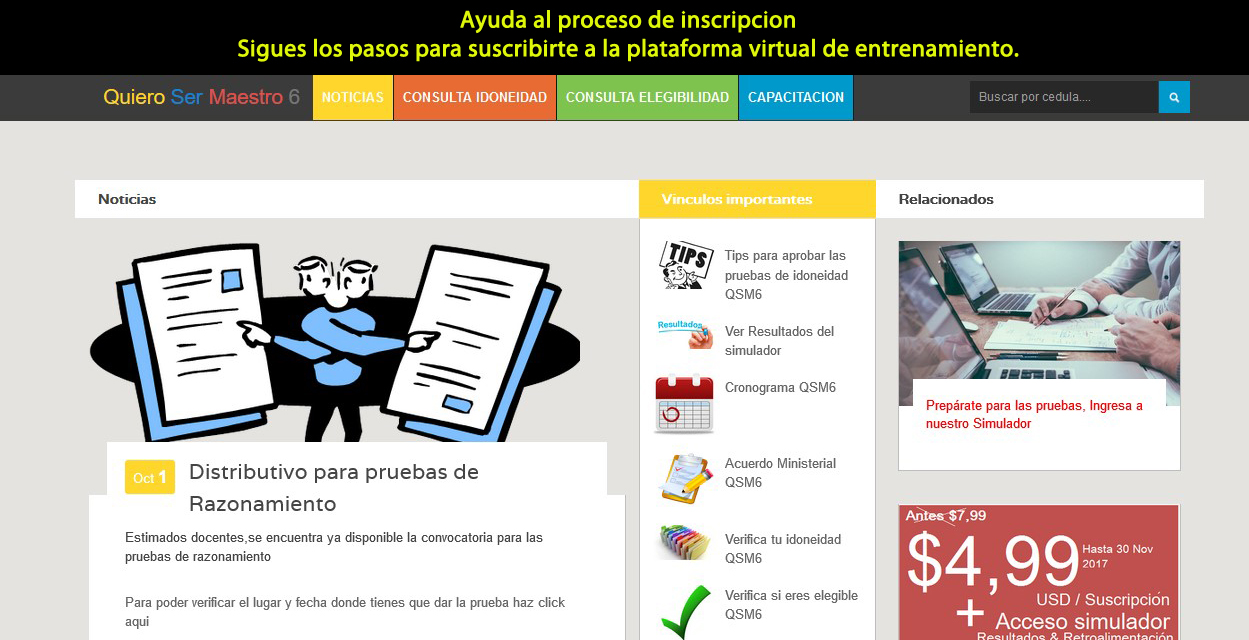 Ayuda al proceso de inscripcion
Sigues los pasos para suscribirte a la plataforma virtual de entrenamiento.
Quiero Ser Maestro 6
NOTICIAS
CONSULTA IDONEIDAD
CONSULTA ELEGIBILIDAD
CAPACITACION
Buscar por cedula....
Noticias
Oct 1
Distributivo para pruebas de
Razonamiento
Estimados docentes,se encuentra ya disponible la convocatoria para las
pruebas de razonamiento
Para poder verificar el lugar y fecha donde tienes que dar la prueba haz click
aqui
Vinculos importantes
TIPS
Tips para aprobar las
pruebas de idoneidad
QSM6
Resultados
Ver Resultados del
simulador
Cronograma QSM6
Acuerdo Ministerial
QSM6
Verifica tu idoneidad
QSM6
Verifica si eres elegible
QSM6
Relacionados
Prepárate para las pruebas, Ingresa a
nuestro Simulador
Antes $7,99
$4,99
Hasta 30 Nov
2017
USD / Suscripción
+ Acceso simulador
Resultados & Retroalimentación